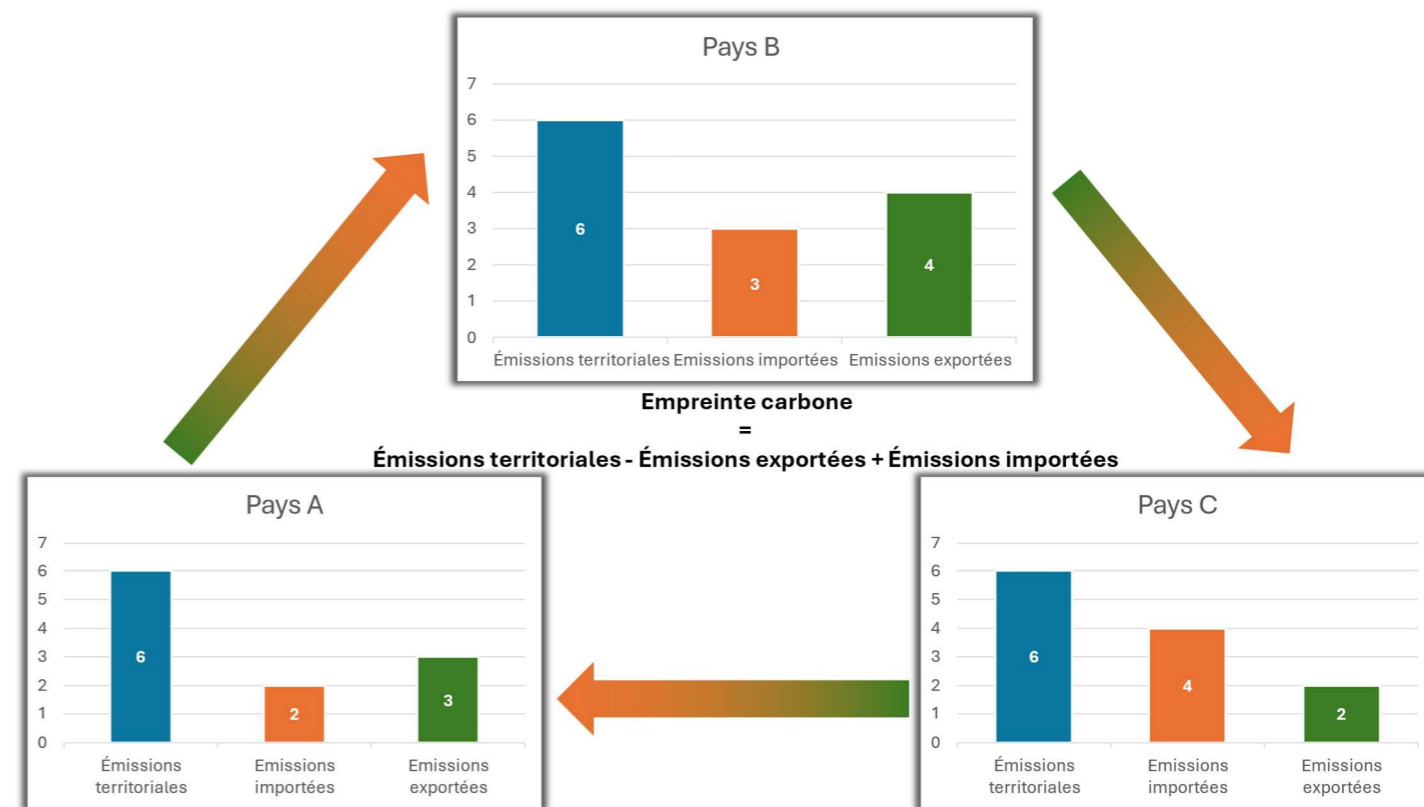 Pays B
7
6
5
4
3
2
1
0
6
3
4
Émissions territoriales Emissions importées Emissions exportées
Empreinte carbone
=
Émissions territoriales - Émissions exportées + Émissions importées
Pays A
7
6
5
4
3
2
1
0
6
2
3
Émissions territoriales
Emissions importées
Emissions exportées
Pays C
7
6
5
4
3
2
1
0
6
4
2
Émissions territoriales
Emissions importées
Emissions exportées